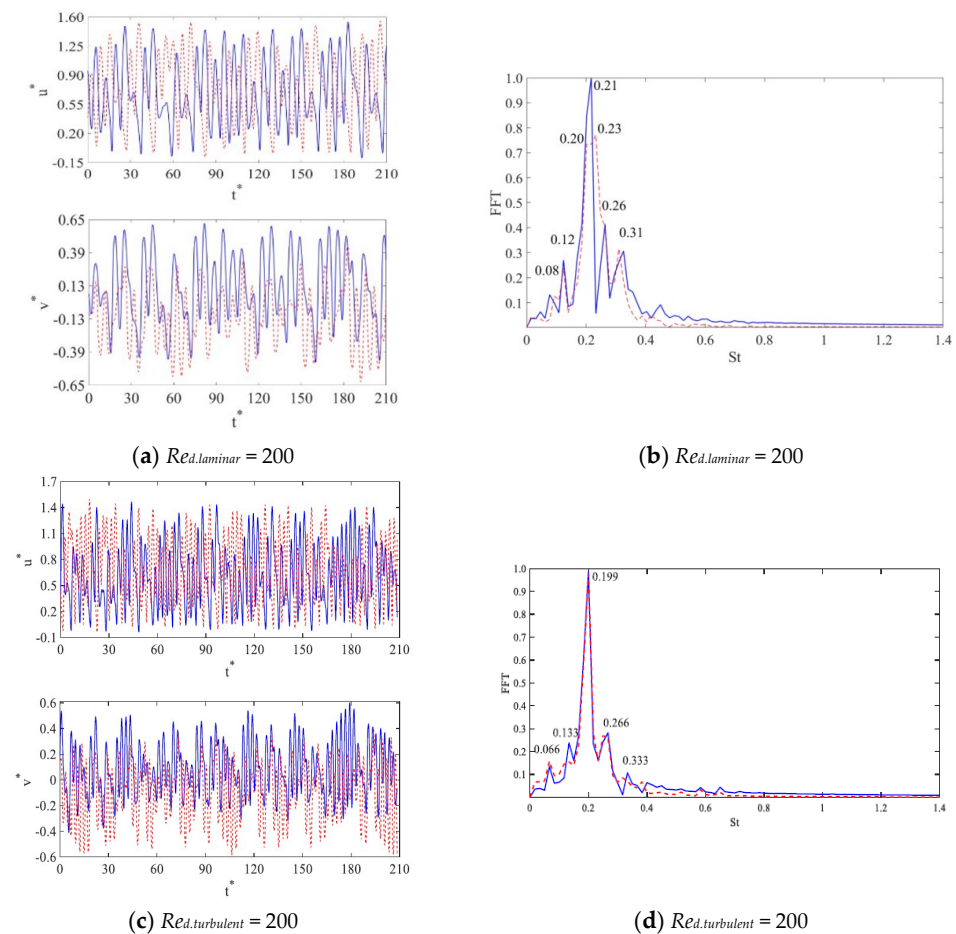 1.60
1.25
0.90
0.55
0.20
-0.15
u*
0 30 60 90 120 150 180 210
t*
0.65
0.39
0.13
-0.13
-0.39
-0.65
v*
0 30 60 90 120 150 180 210
t*
(a) Red.laminar = 200
1.0
0.9
0.8
0.7
0.6
0.5
0.4
0.3
0.2
0.1
FFT
0.21
0.20
0.23
0.26
0.31
0.12
0.08
0 0.2 0.4 0.6 0.8 1 1.2 1.4
St
(b) Red.laminar = 200
1.7
1.4
1.1
0.8
0.5
0.2
-0.1
u*
0 30 60 90 120 150 180 210
t*
0.6
0.4
0.2
0
-0.2
-0.4
-0.6
v*
0 30 60 90 120 150 180 210
t*
(c) Red.turbulent = 200
1.0
0.9
0.8
0.7
0.6
0.5
0.4
0.3
0.2
0.1
FFT
0.199
0.133
0.266
0.066
0.333
0 0.2 0.4 0.6 0.8 1 1.2 1.4
St
(d) Red.turbulent = 200